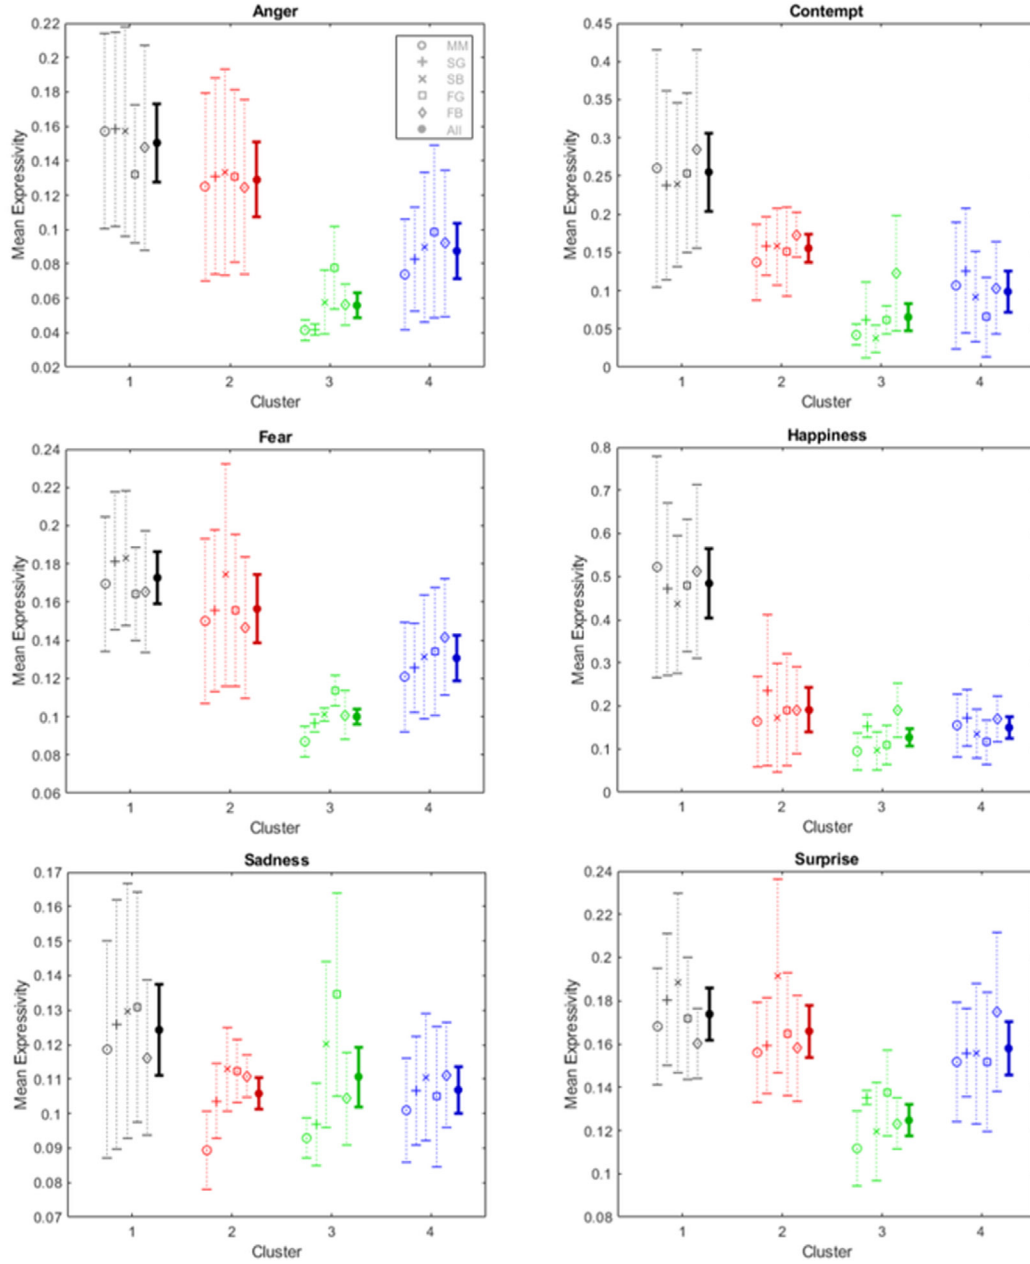 Anger
0.22
0.2
0.18
0.16
0.14
0.12
0.1
0.08
0.06
0.04
0.02
Mean Expressivity
MM
SG
SB
FG
FB
All
1 2 3 4
Cluster
Contempt
0.45
0.4
0.35
0.3
0.25
0.2
0.15
0.1
0.05
0
Mean Expressivity
1 2 3 4
Cluster
Fear
0.24
0.22
0.2
0.18
0.16
0.14
0.12
0.1
0.08
0.06
Mean Expressivity
1 2 3 4
Cluster
Happiness
0.8
0.7
0.6
0.5
0.4
0.3
0.2
0.1
0
Mean Expressivity
1 2 3 4
Cluster
Sadness
0.17
0.16
0.15
0.14
0.13
0.12
0.11
0.1
0.09
0.08
0.07
Mean Expressivity
1 2 3 4
Cluster
Surprise
0.24
0.22
0.2
0.18
0.16
0.14
0.12
0.1
0.08
Mean Expressivity
1 2 3 4
Cluster